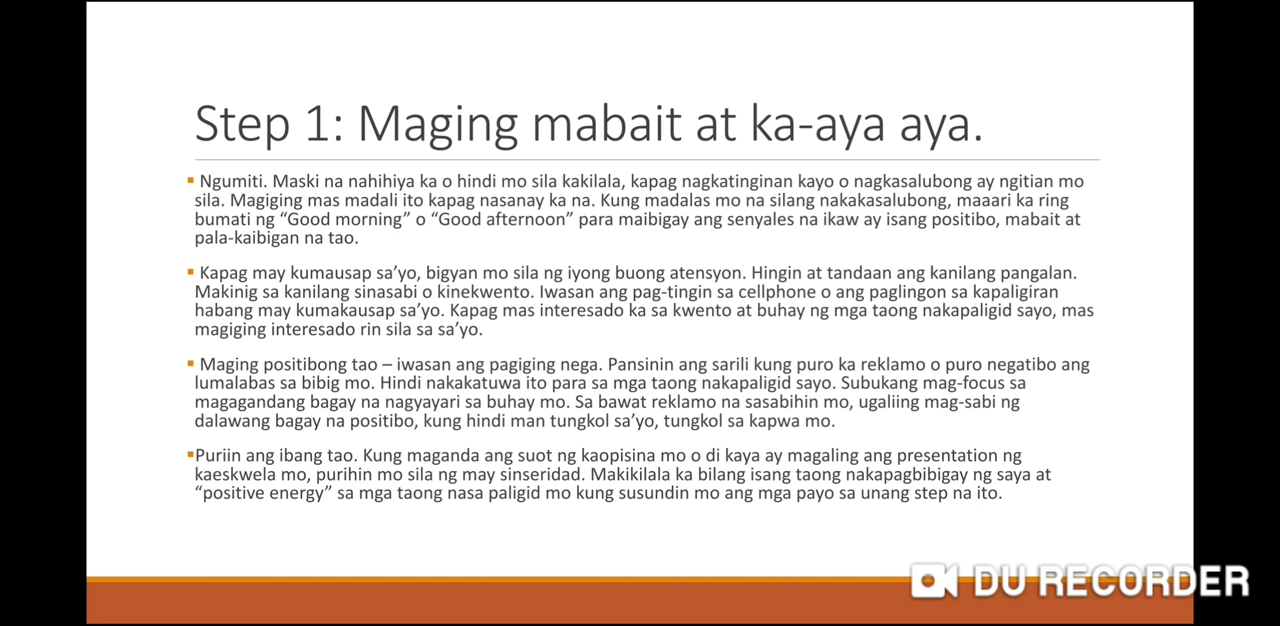 Step 1: Maging mabait at ka-aya aya.
▪ Ngumiti. Maski na nahihiya ka o hindi mo sila kakilala, kapag nagkatinginan kayo o nagkasalubong ay ngitian mo
sila. Magiging mas madali ito kapag nasanay ka na. Kung madalas mo na silang nakakasalubong, maaari ka ring
bumati ng “Good morning” o “Good afternoon” para maibigay ang senyales na ikaw ay isang positibo, mabait at
pala-kaibigan na tao.
▪ Kapag may kumausap sa’yo, bigyan mo sila ng iyong buong atensyon. Hingin at tandaan ang kanilang pangalan.
Makinig sa kanilang sinasabi o kinekwento. Iwasan ang pag-tingin sa cellphone o ang paglingon sa kapaligiran
habang may kumakausap sa’yo. Kapag mas interesado ka sa kwento at buhay ng mga taong nakapaligid sayo, mas
magiging interesado rin sila sa sa’yo.
▪ Maging positibong tao – iwasan ang pagiging nega. Pansinin ang sarili kung puro ka reklamo o puro negatibo ang
lumalabas sa bibig mo. Hindi nakakatuwa ito para sa mga taong nakapaligid sayo. Subukang mag-focus sa
magagandang bagay na nagyayari sa buhay mo. Sa bawat reklamo na sasabihin mo, ugaliing mag-sabi ng
dalawang bagay na positibo, kung hindi man tungkol sa’yo, tungkol sa kapwa mo.
▪Puriin ang ibang tao. Kung maganda ang suot ng kaopisina mo o di kaya ay magaling ang presentation ng
kaeskwela mo, purihin mo sila ng may sinseridad. Makikilala ka bilang isang taong nakapagbibigay ng saya at
“positive energy” sa mga taong nasa paligid mo kung susundin mo ang mga payo sa unang step na ito.
DU RECORDER